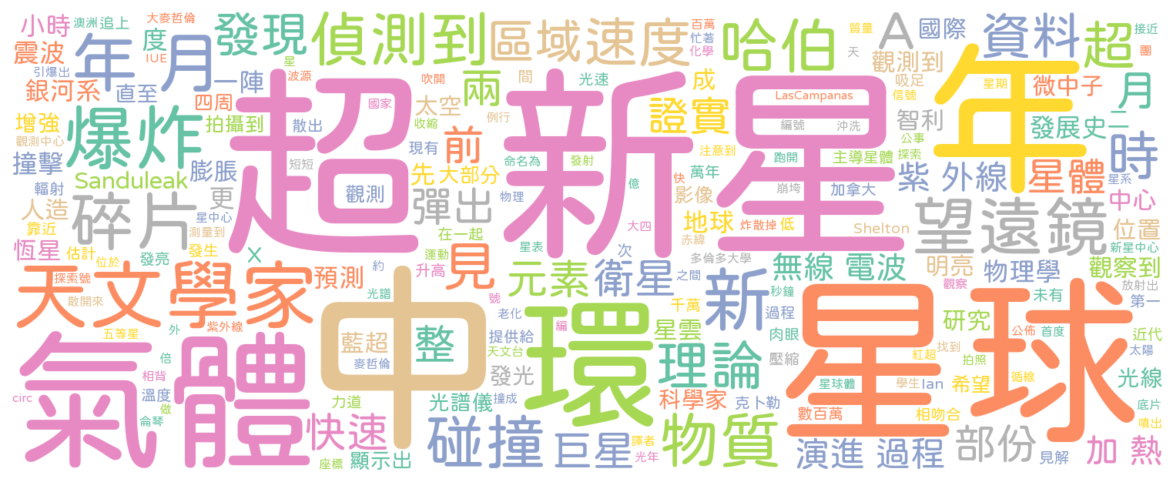 小時
大麥哲倫
澳洲
追上
震波
年
月
度
IUE
發現
偵測到
區域速度
哈伯
百萬
忙著
化學
A
國際
質量
天
資料
超
接近
團
引爆出
星
波源
一陣
吹開
間
光速
觀測到
吸足
信號
星期
微中子
銀河系
直至
四周
國家
兩
太空
成
LasCampanas
月
年
增強
觀測中心
爆炸
拍攝到
散出
超
收縮
例行
現有
新星
證實
編號
沖洗
智利
公事
發展史
二
撞擊
膨脹
短短
前
命名為
發射
注意到
跑開
主導星體
探索
時
輻射
Sanduleak
觀測
先
大部分
物理
快
萬年
崩垮
加拿大
紫
外線
星體
星系
人造
靠近
碎片
更
星中心
測量到
彈出
億
影像
地球
炸散掉
低
Shelton
望遠鏡
中心
位置
恆星
估計
位於
發生
在一起
星表
大四
赤緯
多倫多大學
新星中心
探索號
發亮
X
約
運動
升高
見
次
之間
無線
電波
明亮
物理學
觀察到
放射出
敢開來
天文學家
預測
光譜
號
元素
衛星
千萬
秒鐘
觀察
未有
第一
五等星
外
紫外線
藍超
中
整
老化
編
提供給
星雲
新
過程
肉眼
紅超
找到
研究
公佈
首度
近代
倍
麥哲倫
天文台
環
理論
壓縮
拍照
太陽
氣體
相背
溫度
circ
做
侖琴
發光
撞成
星球體
學生
Ian
希望
循線
光線
力道
光譜儀
科學家
克卜勒
數百萬
相吻合
底片
快速
座標
顯示出
碰撞
巨星
譯者
光年
物質
星球
演進
過程
部份
見解
噴出
加
熱